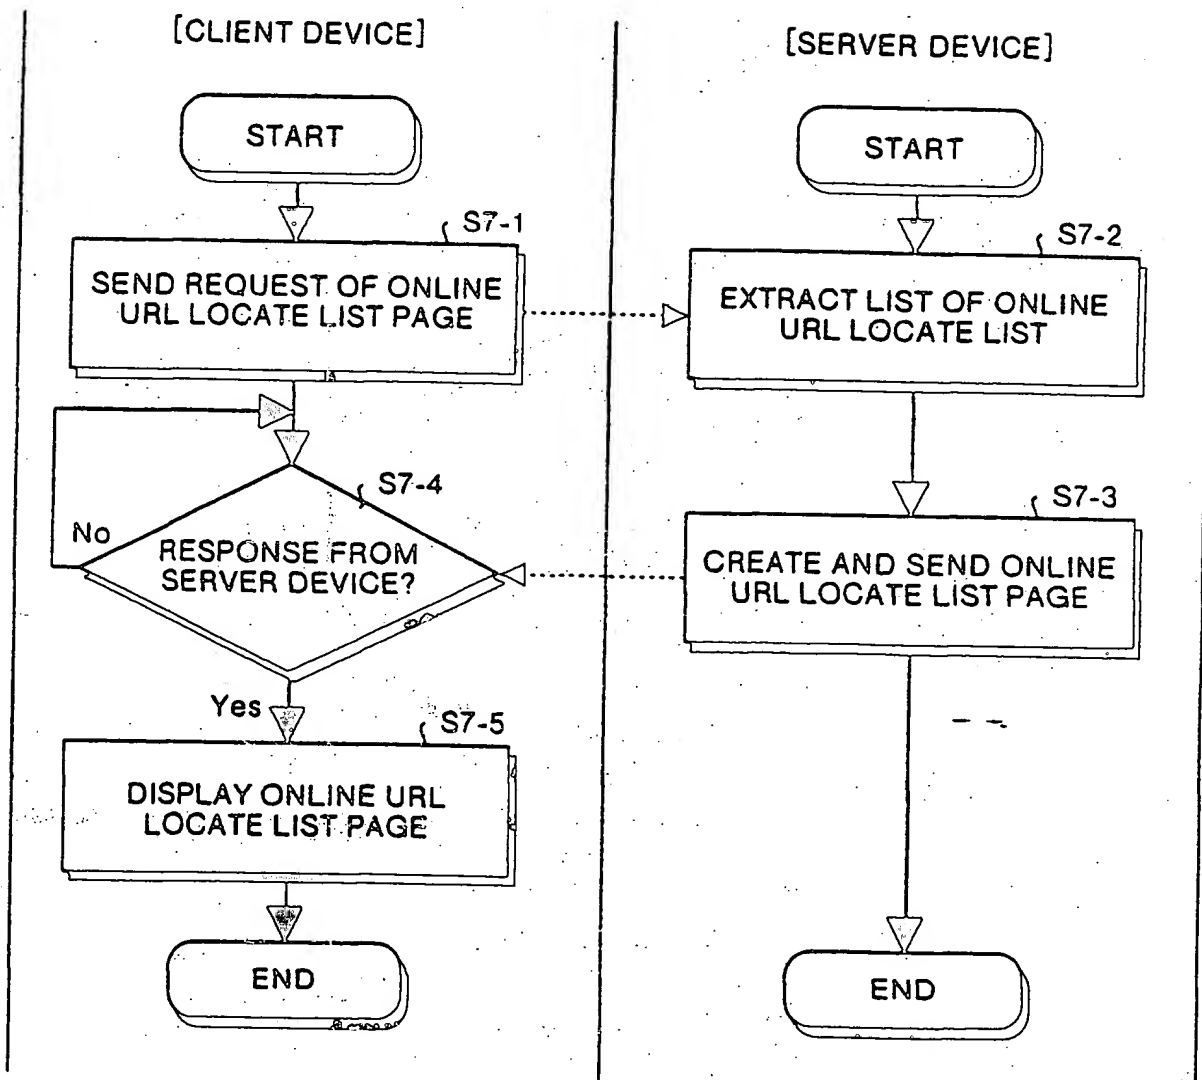 [CLIENT DEVICE]
START
S7-1
SEND REQUEST OF ONLINE
URL LOCATE LIST PAGE
S7-4
No
RESPONSE FROM
SERVER DEVICE?
Yes
S7-5
DISPLAY ONLINE URL
LOCATE LIST PAGE
END
[SERVER DEVICE]
START
S7-2
EXTRACT LIST OF ONLINE
URL LOCATE LIST
S7-3
CREATE AND SEND ONLINE
URL LOCATE LIST PAGE
END